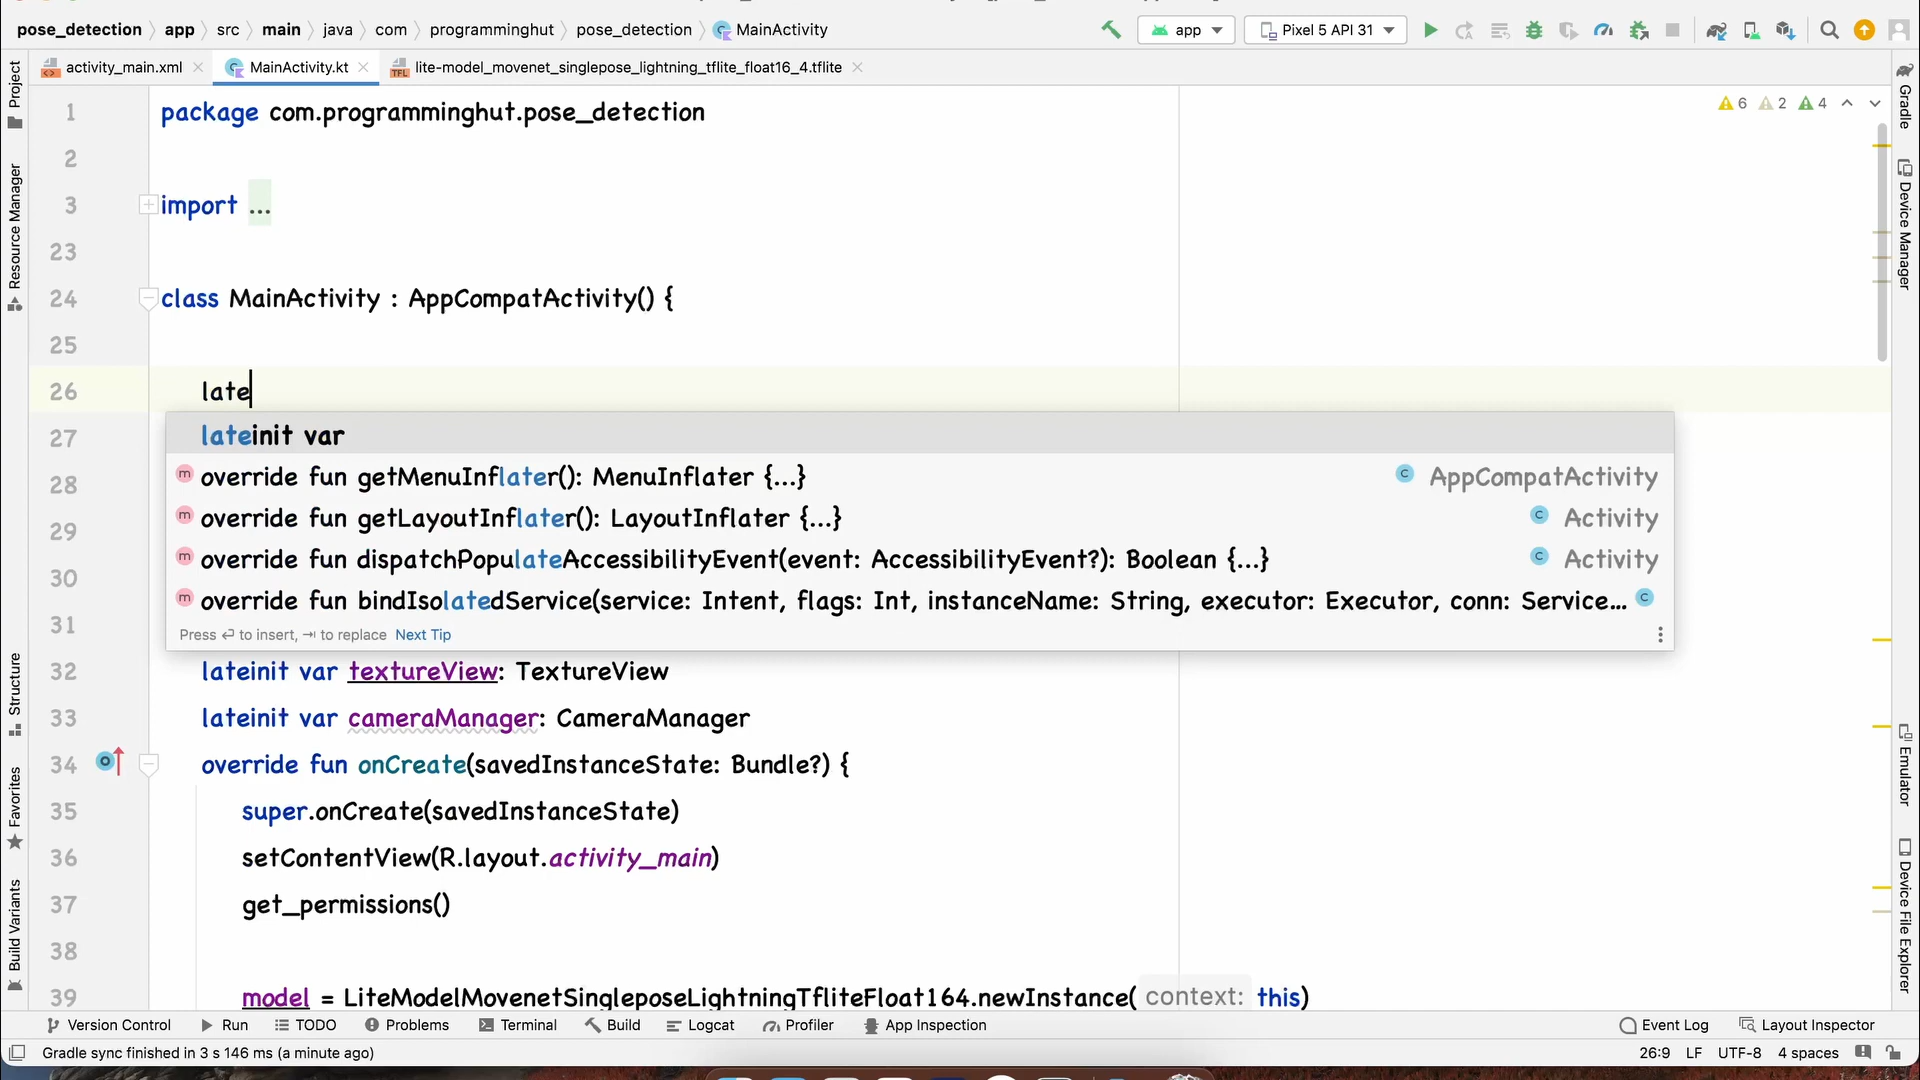 pose_detection app src main java com programminghut pose_detection MainActivity
app Pixel 5 API 31
activity_main.xml MainActivity.kt lite-model_movenet_singlepose_lightning_tflite_float16_4.tflite
6 2 4
1 package com.programminghut.pose_detection
2
3 import ...
23
24 class MainActivity : AppCompatActivity() {
25
26 late
27 lateinit var
28 override fun getMenuInflater(): MenuInflater {...} AppCompatActivity
29 override fun getLayoutInflater(): LayoutInflater {...} Activity
30 override fun dispatchPopulateAccessibilityEvent(event: AccessibilityEvent?): Boolean {...} Activity
31 override fun bindIsolatedService(service: Intent, flags: Int, instanceName: String, executor: Executor, conn: Service...
Press ⏎ to insert, ⇥ to replace Next Tip
32 lateinit var textureView: TextureView
33 lateinit var cameraManager: CameraManager
34 override fun onCreate(savedInstanceState: Bundle?) {
35 super.onCreate(savedInstanceState)
36 setContentView(R.layout.activity_main)
37 get_permissions()
38
39 model = LiteModelMovenetSingleposeLightningTfliteFloat164.newInstance( context: this)
Project
Resource Manager
Structure
Favorites
Build Variants
Gradle
Device Manager
Emulator
Device File Explorer
Version Control Run TODO Problems Terminal Build Logcat Profiler App Inspection Event Log Layout Inspector
Gradle sync finished in 3 s 146 ms (a minute ago) 26:9 LF UTF-8 4 spaces